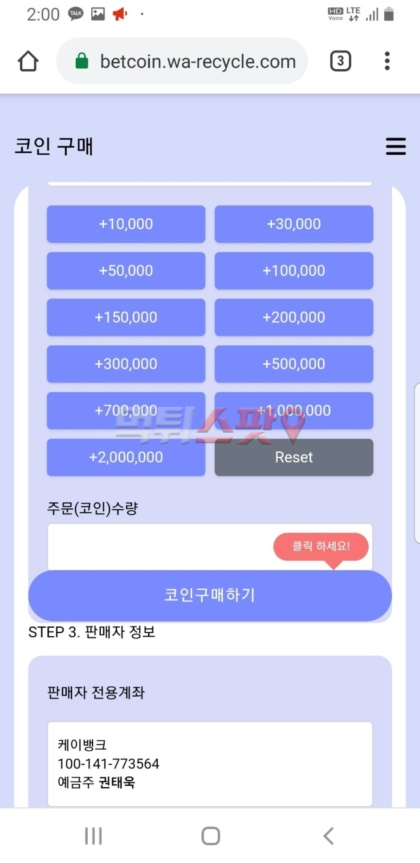 2:00
TALK
HD Voice LTE
betcoin.wa-recycle.com
3
코인 구매
+10,000
+30,000
+50,000
+100,000
+150,000
+200,000
+300,000
+500,000
+700,000
+1,000,000
먹튀스팟
+2,000,000
Reset
주문(코인)수량
클릭 하세요!
코인구매하기
STEP 3. 판매자 정보
판매자 전용계좌
케이뱅크
100-141-773564
예금주 권태욱